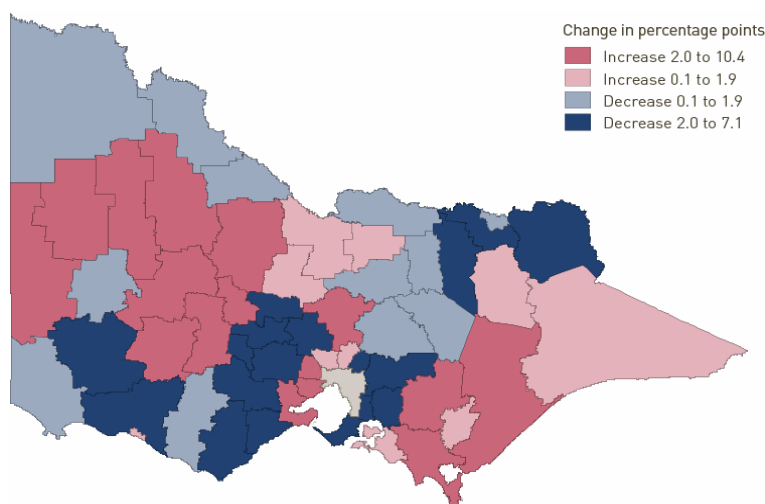 Change in percentage points
Increase 2.0 to 10.4
Increase 0.1 to 1.9
Decrease 0.1 to 1.9
Decrease 2.0 to 7.1